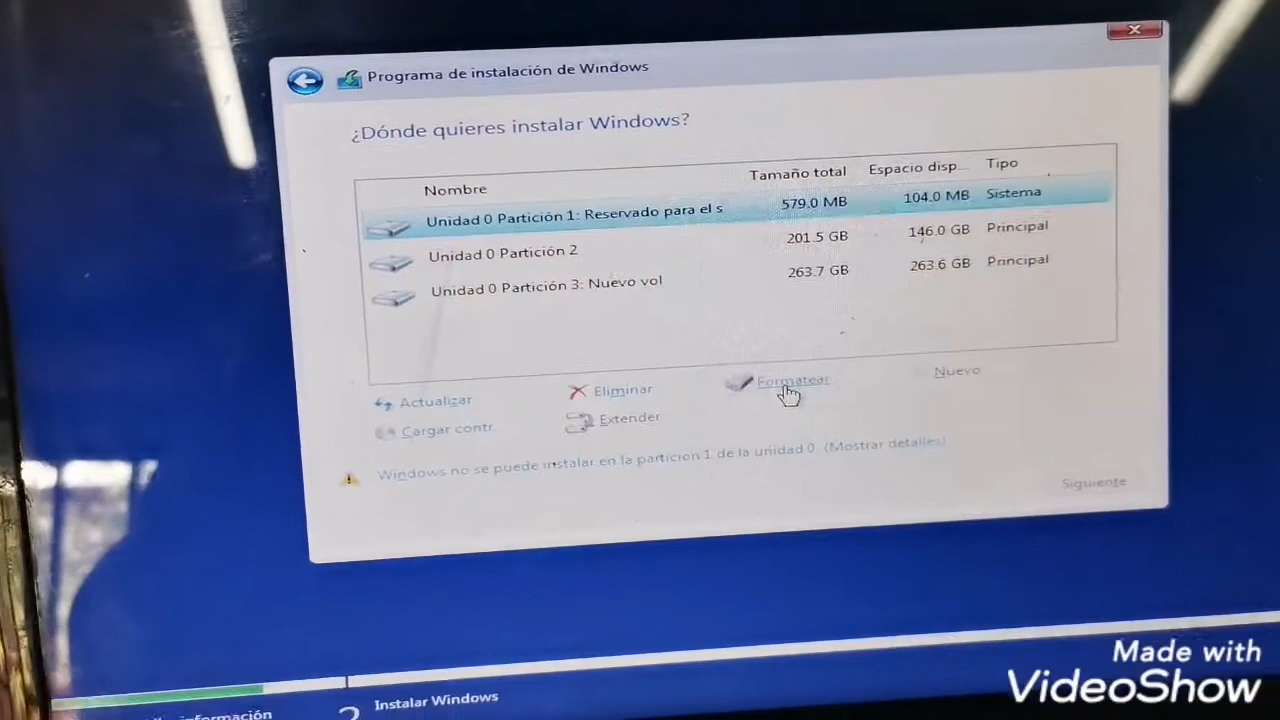 Programa de instalación de Windows
¿Dónde quieres instalar Windows?
Nombre Tamaño total Espacio disp... Tipo
Unidad 0 Partición 1: Reservado para el s 579.0 MB 104.0 MB Sistema
Unidad 0 Partición 2 201.5 GB 146.0 GB Principal
Unidad 0 Partición 3: Nuevo vol 263.7 GB 263.6 GB Principal
Actualizar Eliminar Formatear Nuevo
Cargar contr. Extender
Windows no se puede instalar en la partición 1 de la unidad 0. (Mostrar detalles)
Siguiente
información 2 Instalar Windows
Made with
VideoShow